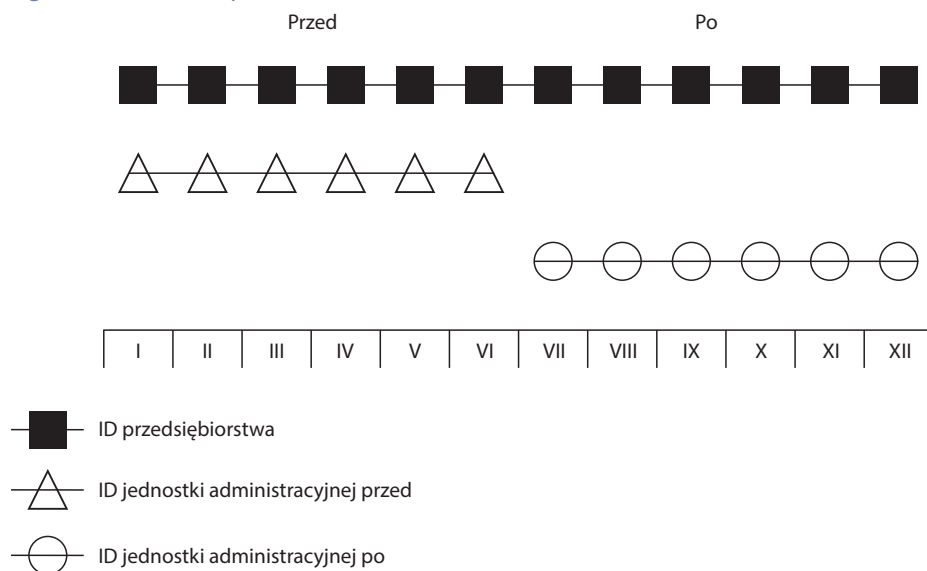 Przed Po
I II III IV V VI VII VIII IX X XI XII
ID przedsiębiorstwa
ID jednostki administracyjnej przed
ID jednostki administracyjnej po